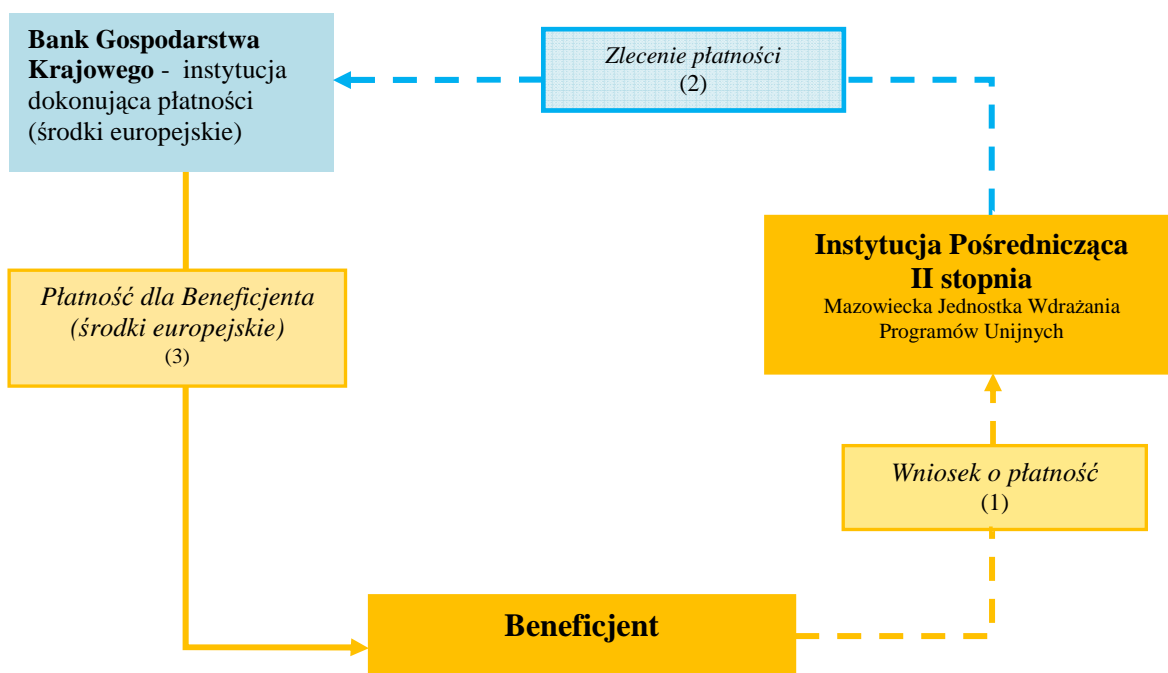 Bank Gospodarstwa
Krajowego - instytucja
dokonująca płatności
(środki europejskie)
Zlecenie płatności
(2)
Instytucja Pośrednicząca
II stopnia
Mazowiecka Jednostka Wdrażania
Programów Unijnych
Płatność dla Beneficjenta
(środki europejskie)
(3)
Wniosek o płatność
(1)
Beneficjent